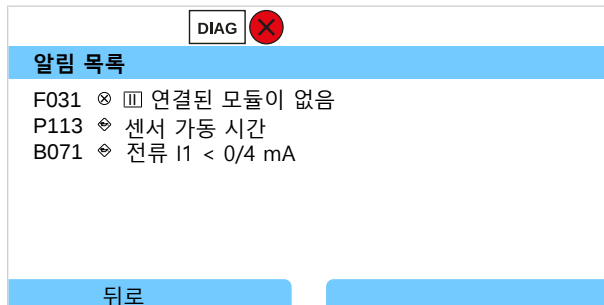 DIAG
알림 목록
F031 ⊗ Ⅲ 연결된 모듈이 없음
P113 센서 가동 시간
B071 전류 I1 < 0/4 mA
뒤로